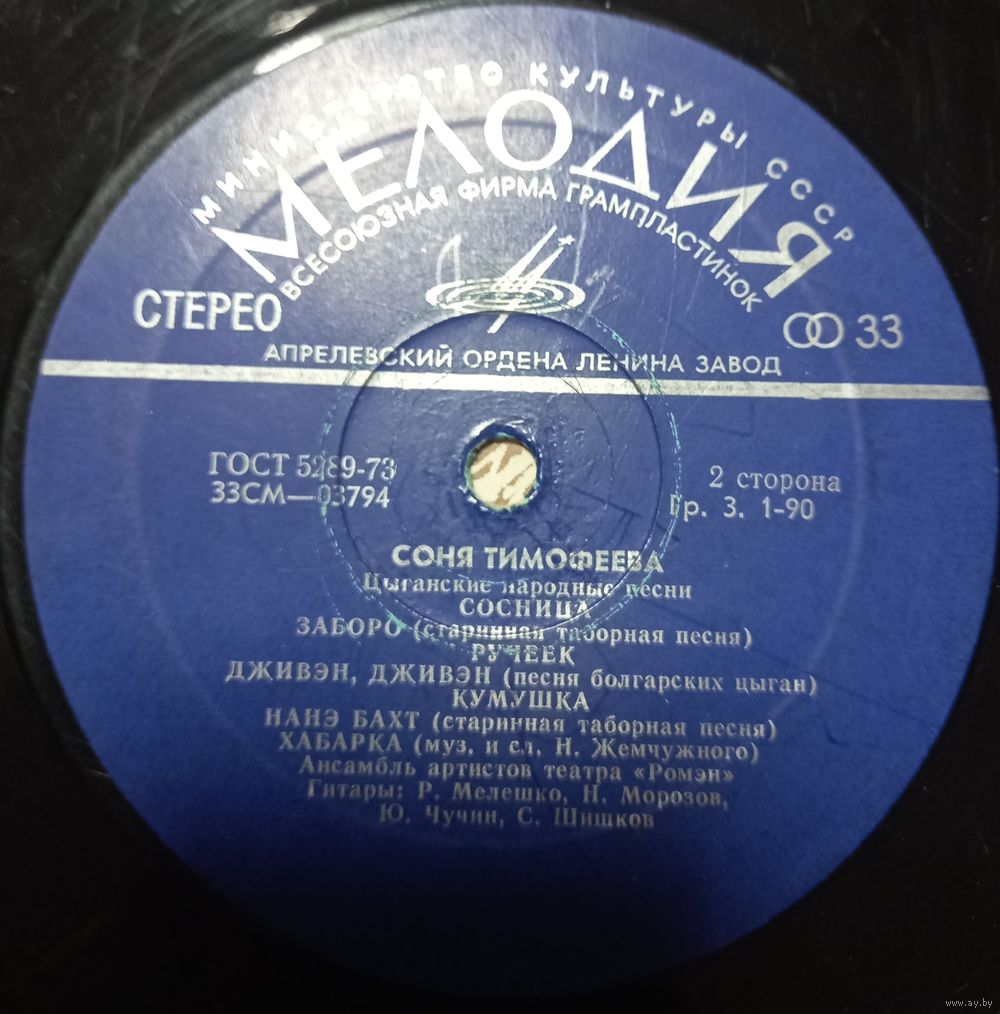 МИНИСТЕРСТВО КУЛЬТУРЫ СССР
МЕЛОДИЯ
ВСЕСОЮЗНАЯ ФИРМА ГРАМПЛАСТИНОК
СТЕРЕО
33
АПРЕЛЕВСКИЙ ОРДЕНА ЛЕНИНА ЗАВОД
ГОСТ 5289-73
33СМ—03794
2 сторона
Гр. 3. 1-90
СОНЯ ТИМОФЕЕВА
Цыганские народные песни
СОСНИЦА
ЗАБОРО (старинная таборная песня)
РУЧЕЕК
ДЖИВЭН, ДЖИВЭН (песня болгарских цыган)
КУМУШКА
НАНЭ БАХТ (старинная таборная песня)
ХАБАРКА (муз. и сл. Н. Жемчужного)
Ансамбль артистов театра «Ромэн»
Гитары: Р. Мелешко, Н. Морозов,
Ю. Чучин, С. Шишков
www.ay.by